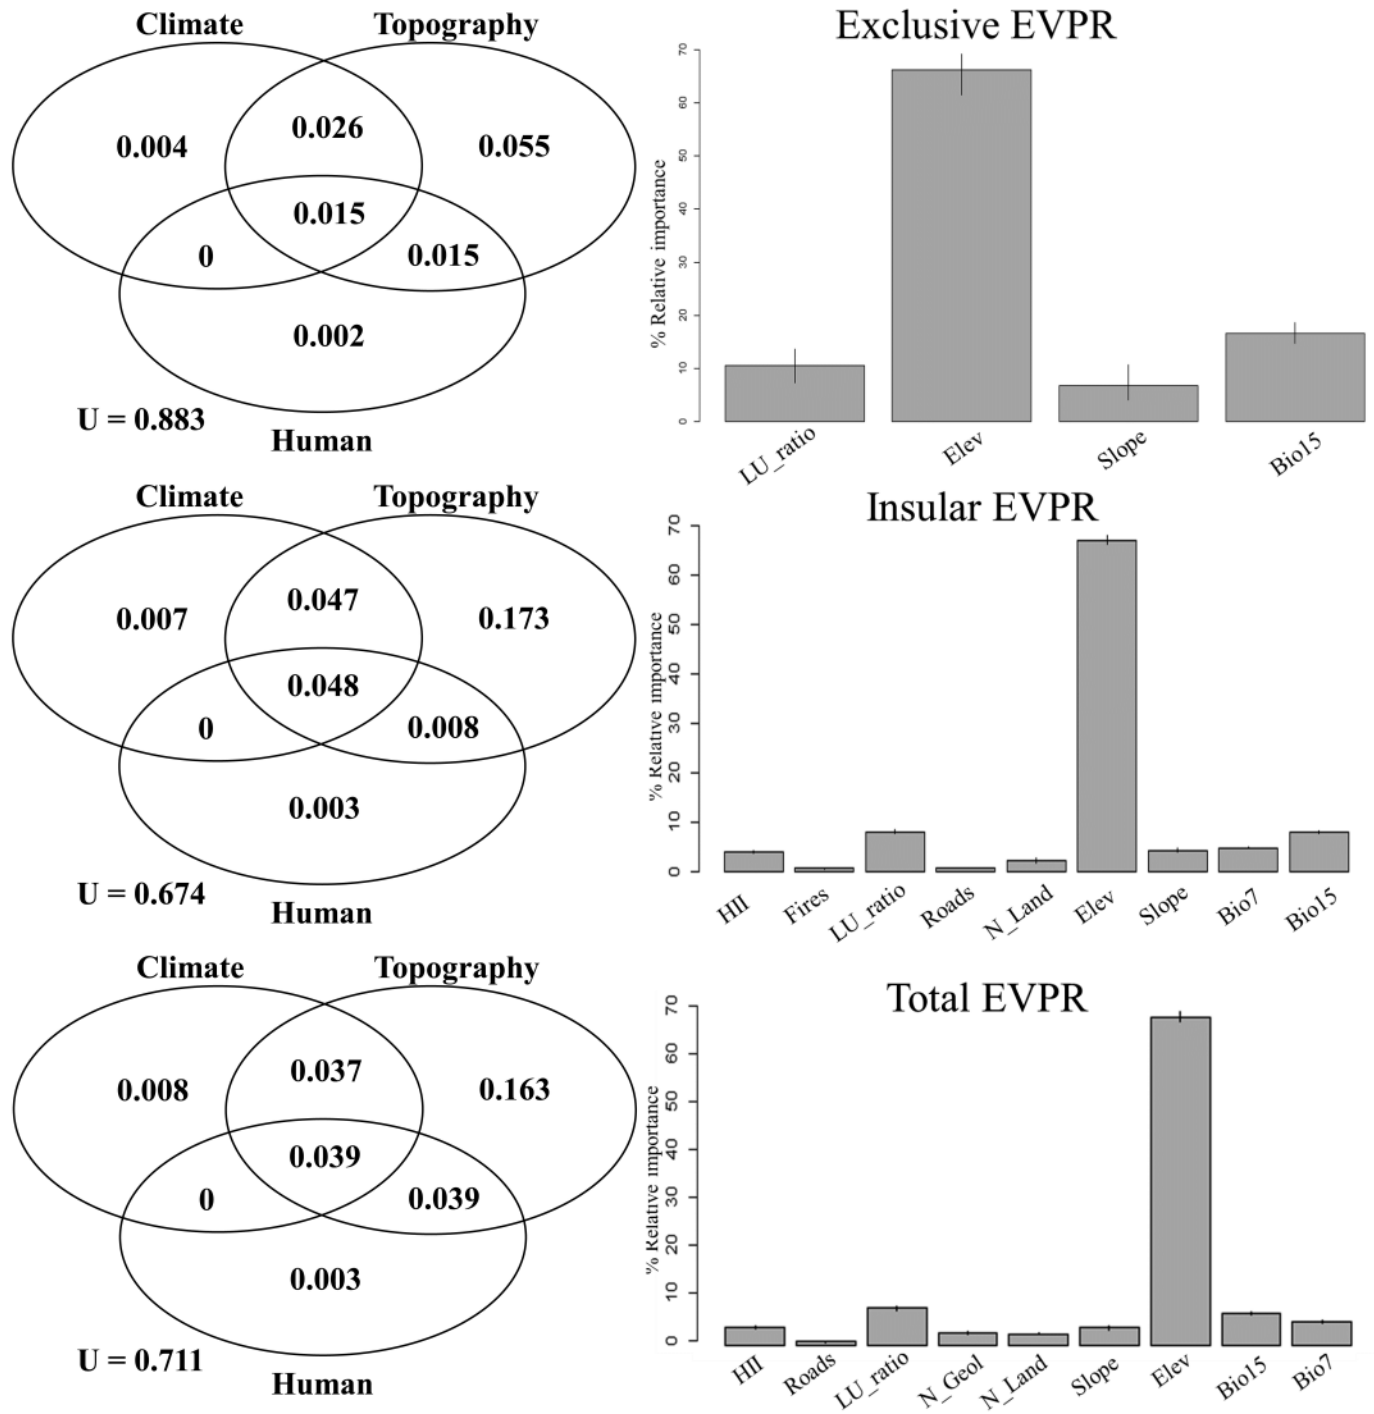 Climate Topography
0.004 0.026 0.055
0.015
0 0.015
0.002
U = 0.883
Human
Exclusive EVPR
% Relative importance
70
60
50
40
30
20
10
0
LU_ratio Elev Slope Bio15
Climate Topography
0.007 0.047 0.173
0.048
0 0.008
0.003
U = 0.674
Human
Insular EVPR
% Relative importance
70
60
50
40
30
20
10
0
HII Fires LU_ratio Roads N_Land Elev Slope Bio7 Bio15
Climate Topography
0.008 0.037 0.163
0.039
0 0.039
0.003
U = 0.711
Human
Total EVPR
% Relative importance
70
60
50
40
30
20
10
0
HII Roads LU_ratio N_Geol N_Land Slope Elev Bio15 Bio7